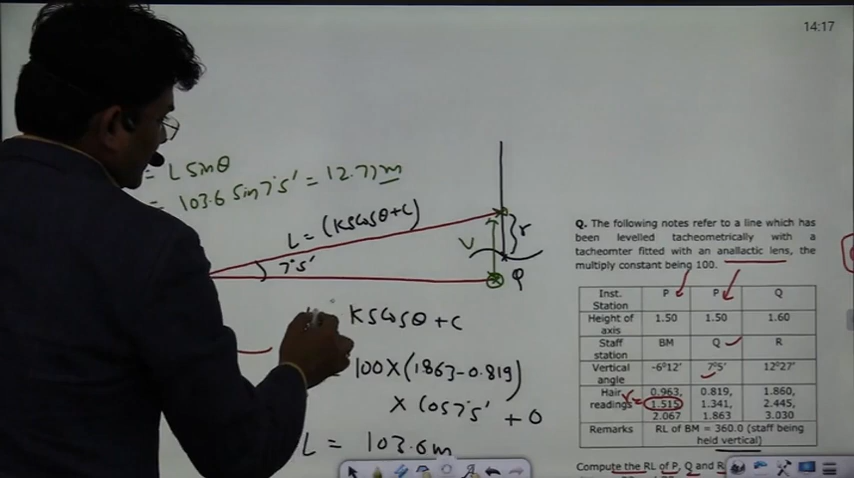 14:17
= L Sinθ
= 103.6 Sin7°5' = 12.77m
L = (KSCosθ+C)
7°5'
V
r
Q
KSCosθ + C
100 X (1.863-0.819)
X Cos7°5' + 0
L = 103.6m
Q. The following notes refer to a line which has
been levelled tacheometrically with a
tacheomter fitted with an anallactic lens, the
multiply constant being 100.
Inst. Station P P Q
Height of axis 1.50 1.50 1.60
Staff station BM Q R
Vertical angle -6°12' 7°5' 12°27'
Hair readings 0.963, 1.515 2.067 0.819, 1.341, 1.863 1.860, 2.445, 3.030
r=
Remarks RL of BM = 360.0 (staff being held vertical)
Compute the RL of P, Q and R